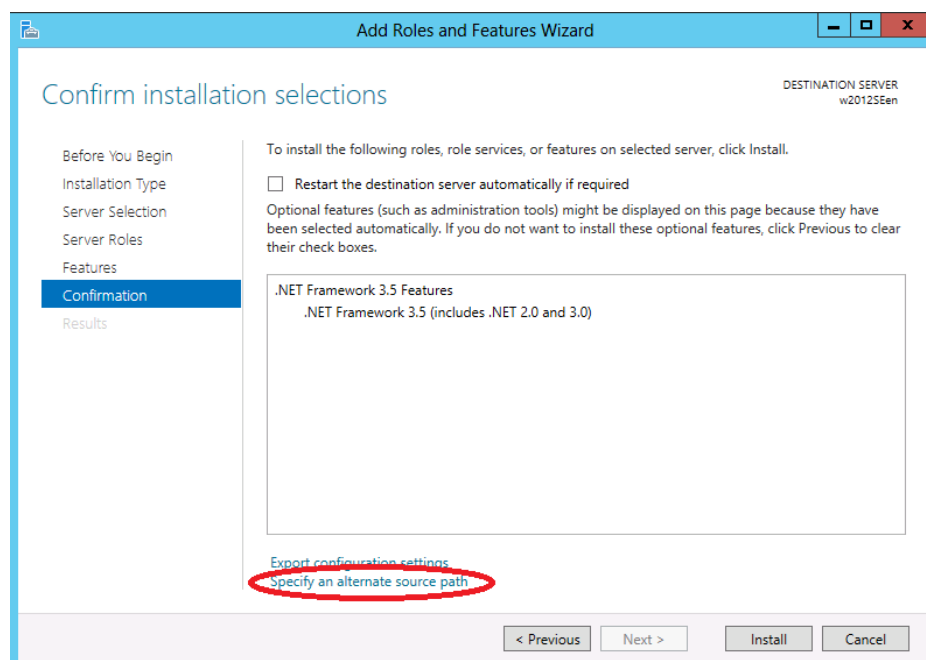 Add Roles and Features Wizard
Confirm installation selections
DESTINATION SERVER
w2012SEen
Before You Begin
Installation Type
Server Selection
Server Roles
Features
Confirmation
Results
To install the following roles, role services, or features on selected server, click Install.
Restart the destination server automatically if required
Optional features (such as administration tools) might be displayed on this page because they have
been selected automatically. If you do not want to install these optional features, click Previous to clear
their check boxes.
.NET Framework 3.5 Features
.NET Framework 3.5 (includes .NET 2.0 and 3.0)
Export configuration settings
Specify an alternate source path
< Previous
Next >
Install
Cancel